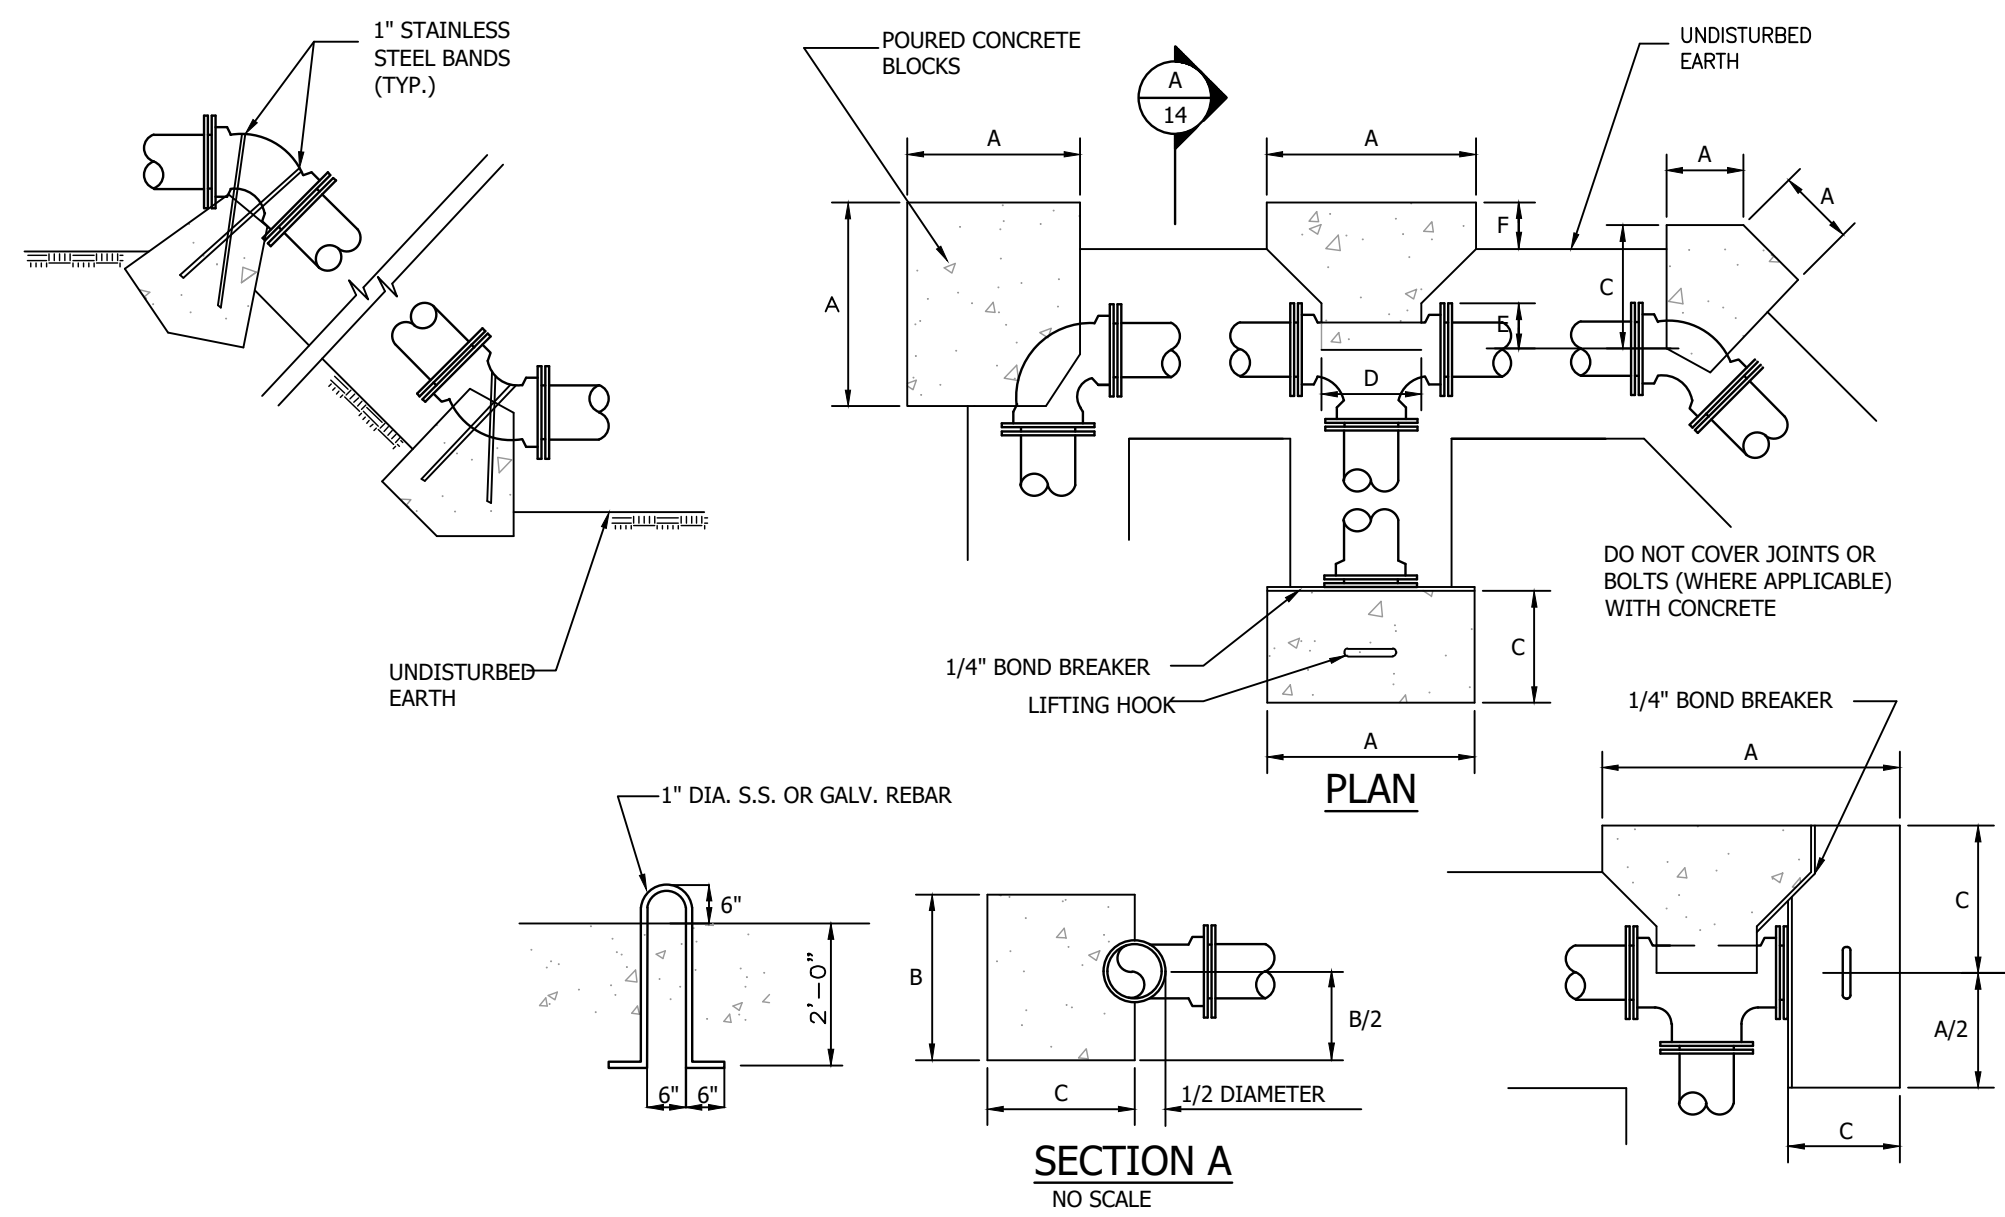 1" STAINLESS
STEEL BANDS
(TYP.)
POURED CONCRETE
BLOCKS
A
14
UNDISTURBED
EARTH
A
A
A
A
F
C
A
E
D
DO NOT COVER JOINTS OR
BOLTS (WHERE APPLICABLE)
WITH CONCRETE
UNDISTURBED
EARTH
1/4" BOND BREAKER
LIFTING HOOK
C
A
PLAN
1/4" BOND BREAKER
A
1" DIA. S.S. OR GALV. REBAR
6"
2'-0"
6"
6"
B
B/2
C
1/2 DIAMETER
C
A/2
C
SECTION A
NO SCALE